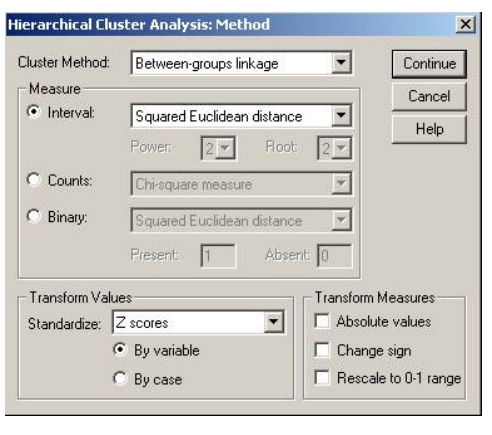 Hierarchical Cluster Analysis: Method
Cluster Method: Between-groups linkage
Continue
Cancel
Help
Measure
Interval: Squared Euclidean distance
Power: 2 Root: 2
Counts: Chi-square measure
Binary: Squared Euclidean distance
Present: 1 Absent: 0
Transform Values
Standardize: Z scores
By variable
By case
Transform Measures
Absolute values
Change sign
Rescale to 0-1 range